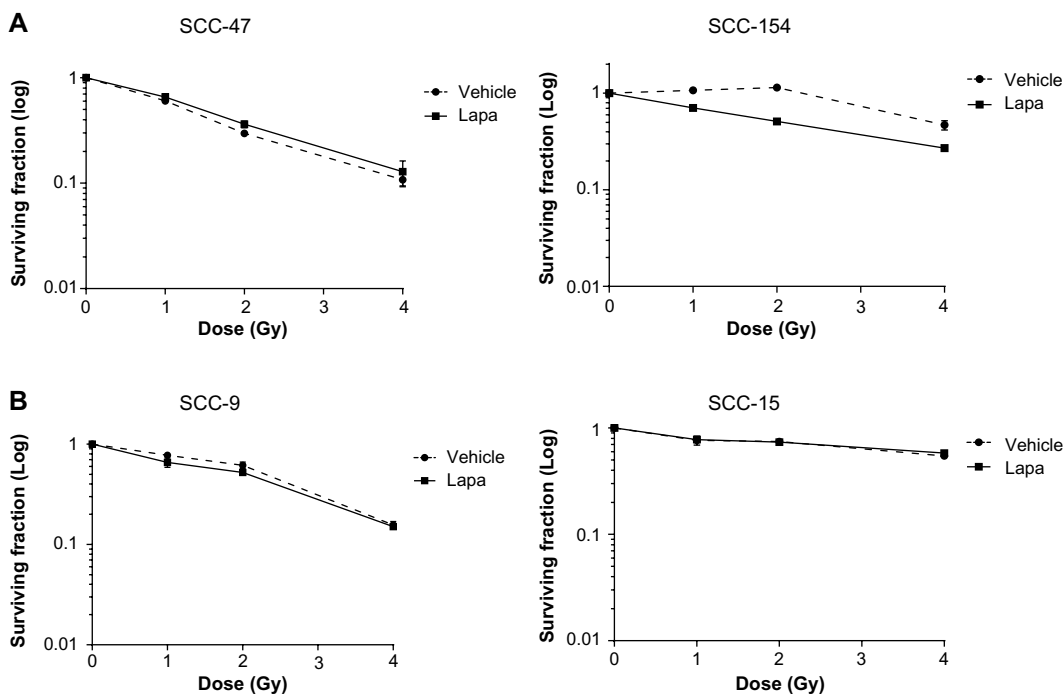 A
SCC-47
Surviving fraction (log)
1
0.1
0.01
0 1 2 3 4
Dose (Gy)
Vehicle
Lapa
SCC-154
Surviving fraction (Log)
1
0.1
0.01
0 1 2 3 4
Dose (Gy)
Vehicle
Lapa
B
SCC-9
Surviving fraction (Log)
1
0.1
0.01
0 1 2 3 4
Dose (Gy)
Vehicle
Lapa
SCC-15
Surviving fraction (Log)
1
0.1
0.01
0 1 2 3 4
Dose (Gy)
Vehicle
Lapa